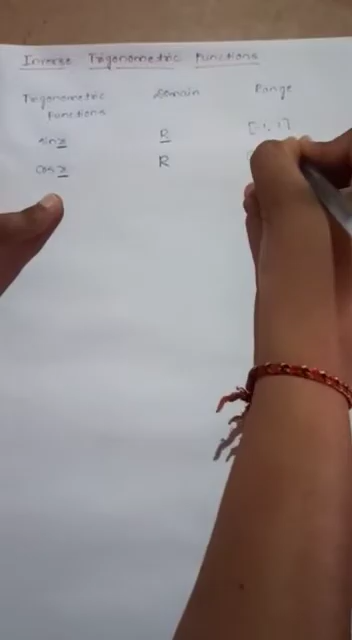 Inverse Trigonometric Functions
Trigonometric Functions Domain Range
sin x R [-1, 1]
cos x R